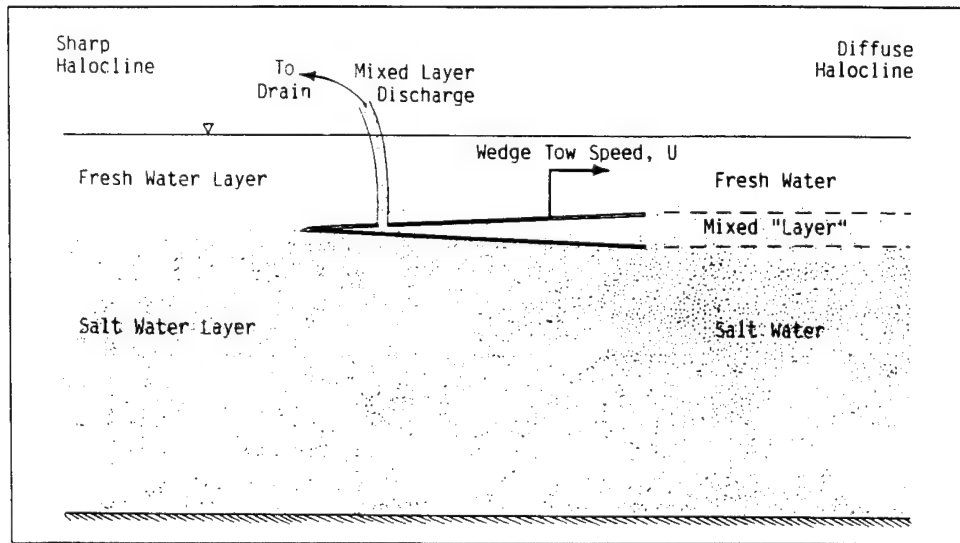 Sharp
Halocline
To
Drain
Mixed Layer
Discharge
Diffuse
Halocline
Wedge Tow Speed, U
Fresh Water Layer
Fresh Water
Mixed "Layer"
Salt Water Layer
Salt Water